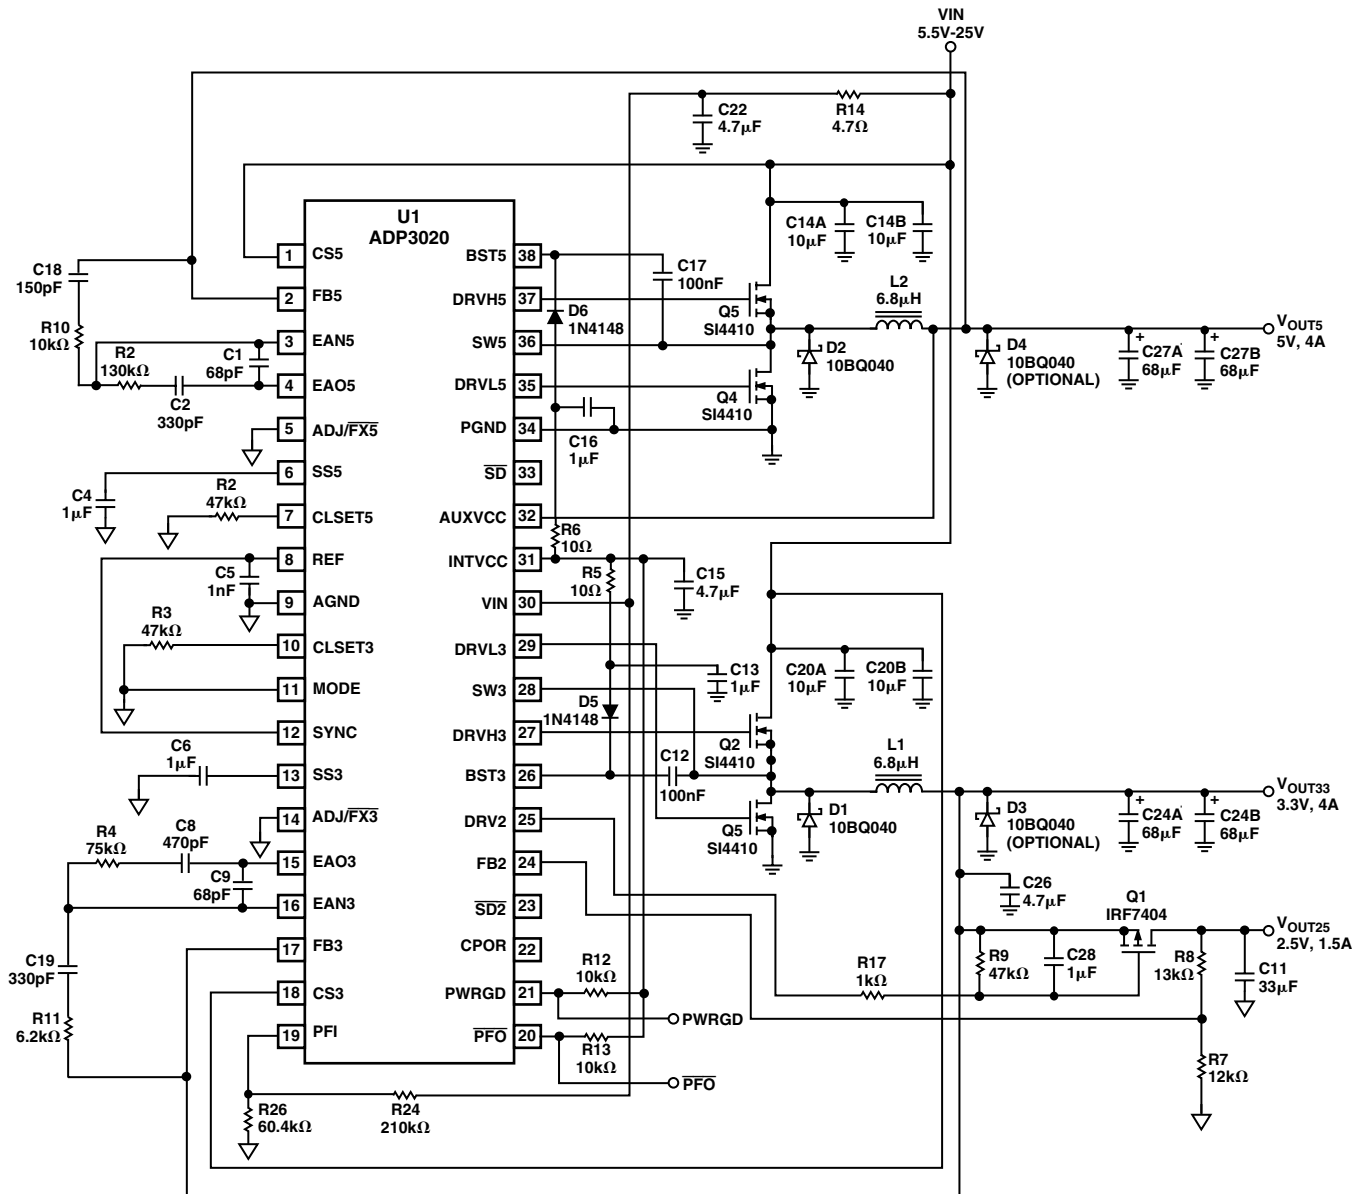 VIN
5.5V-25V
C22
4.7µF
R14
4.7Ω
U1
ADP3020
C14A
10µF
C14B
10µF
C18
150pF
R10
10kΩ
R2
130kΩ
C1
68pF
C2
330pF
C4
1µF
R2
47kΩ
C5
1nF
R3
47kΩ
C6
1µF
R4
75kΩ
C8
470pF
C9
68pF
C19
330pF
R11
6.2kΩ
1 CS5
2 FB5
3 EAN5
4 EAO5
5 ADJ/FX5
6 SS5
7 CLSET5
8 REF
9 AGND
10 CLSET3
11 MODE
12 SYNC
13 SS3
14 ADJ/FX3
15 EAO3
16 EAN3
17 FB3
18 CS3
19 PFI
BST5 38
DRVH5 37
SW5 36
DRVL5 35
PGND 34
SD 33
AUXVCC 32
INTVCC 31
VIN 30
DRVL3 29
SW3 28
DRVH3 27
BST3 26
DRV2 25
FB2 24
SD2 23
CPOR 22
PWRGD 21
PFO 20
C17
100nF
D6
1N4148
Q5
SI4410
L2
6.8µH
D2
10BQ040
D4
10BQ040
(OPTIONAL)
+
C27A
68µF
+
C27B
68µF
VOUT5
5V, 4A
Q4
SI4410
C16
1µF
R6
10Ω
R5
10Ω
C15
4.7µF
C13
1µF
D5
1N4148
C20A
10µF
C20B
10µF
Q2
SI4410
C12
100nF
L1
6.8µH
Q5
SI4410
D1
10BQ040
D3
10BQ040
(OPTIONAL)
+
C24A
68µF
+
C24B
68µF
VOUT33
3.3V, 4A
C26
4.7µF
Q1
IRF7404
VOUT25
2.5V, 1.5A
R9
47kΩ
C28
1µF
R8
13kΩ
C11
33µF
R17
1kΩ
R12
10kΩ
PWRGD
R13
10kΩ
PFO
R7
12kΩ
R26
60.4kΩ
R24
210kΩ